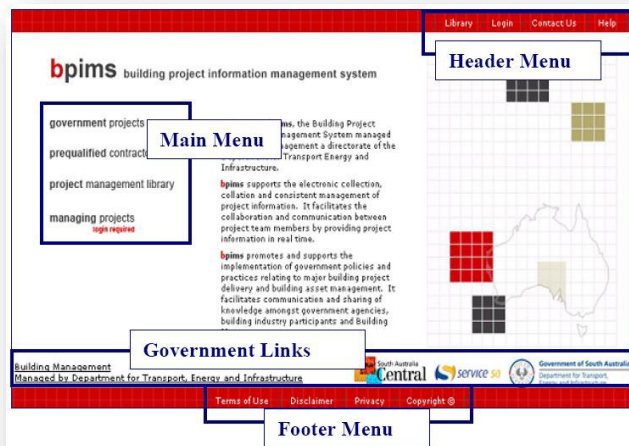 Library Login Contact Us Help
Header Menu
bpims building project information management system
government projects
prequalified contracto
project management library
managing projects
login required
Main Menu
ims, the Building Project
nagement System managed
agement a directorate of the
Transport Energy and
Infrastructure.
bpims supports the electronic collection,
collation and consistent management of
project information. It facilitates the
collaboration and communication between
project team members by providing project
information in real time.
bpims promotes and supports the
implementation of government policies and
practices relating to major building project
delivery and building asset management. It
facilitates communication and sharing of
knowledge amongst government agencies,
building industry participants and Building
Government Links
Building Management
Managed by Department for Transport, Energy and Infrastructure
South Australia
Central
service sa
Government of South Australia
Department for Transport,
Energy and Infrastructure
Terms of Use Disclaimer Privacy Copyright ©
Footer Menu